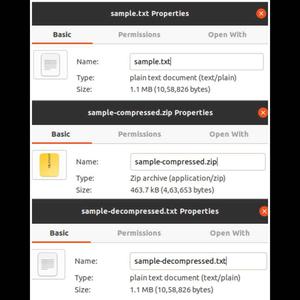 sample.txt Properties
Basic Permissions Open With
Name: sample.txt
Type: plain text document (text/plain)
Size: 1.1 MB (10,58,826 bytes)
sample-compressed.zip Properties
Basic Permissions Open With
Name: sample-compressed.zip
Type: Zip archive (application/zip)
Size: 463.7 kB (4,63,653 bytes)
sample-decompressed.txt Properties
Basic Permissions Open With
Name: sample-decompressed.txt
Type: plain text document (text/plain)
Size: 1.1 MB (10,58,826 bytes)